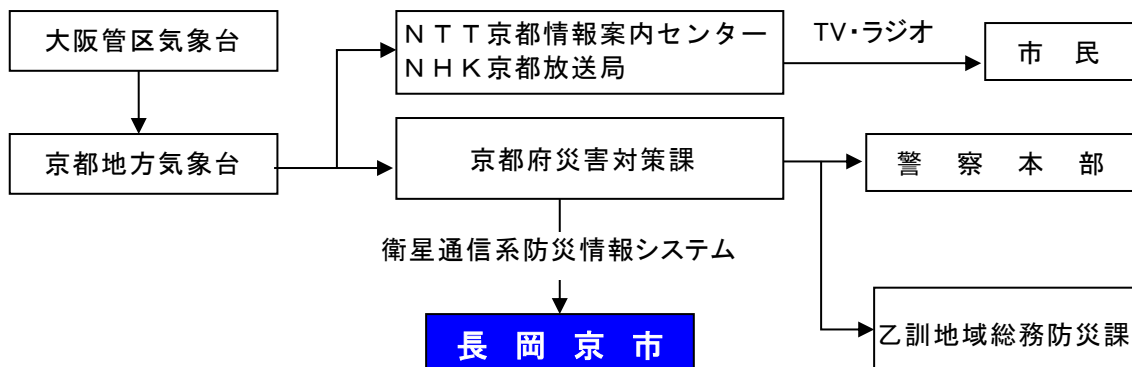 大阪管区気象台
ＮＴＴ京都情報案内センター
ＮＨＫ京都放送局
TV・ラジオ
市　民
京都地方気象台
京都府災害対策課
警　察　本　部
衛星通信系防災情報システム
長　岡　京　市
乙訓地域総務防災課